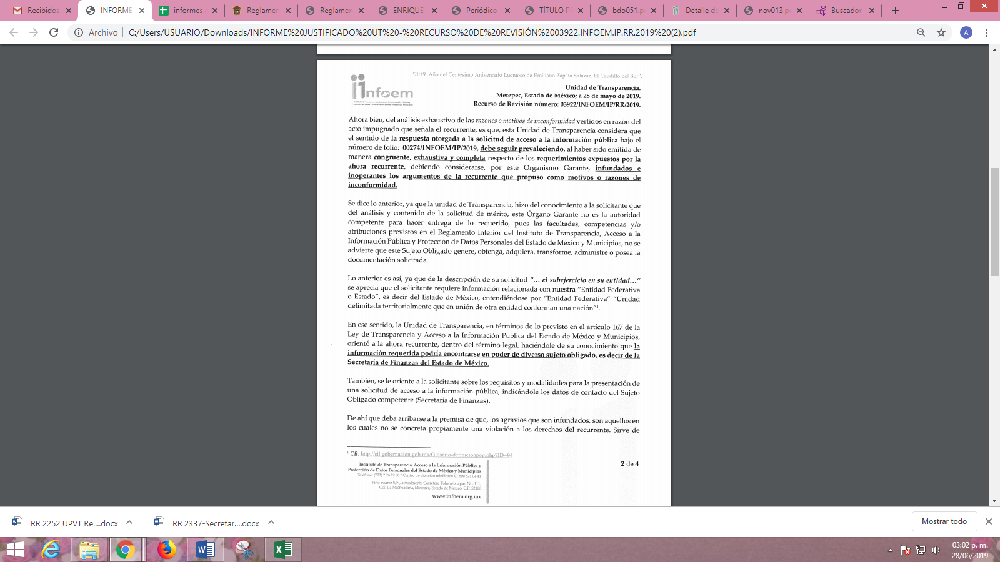 Recibidos
INFORME
informes
Reglamen
Reglamen
ENRIQUE
Periódico
TÍTULO P
bdo051.p
Detalle de
nov013.p
Buscador
Archivo
C:/Users/USUARIO/Downloads/INFORME%20JUSTIFICADO%20UT%20-%20RECURSO%20DE%20REVISIÓN%2003922.INFOEM.IP.RR.2019%20(2).pdf
A
"2019. Año del Centésimo Aniversario Luctuoso de Emiliano Zapata Salazar. El Caudillo del Sur".
infoem
Instituto de Transparencia, Acceso a la Información Pública y
Protección de Datos Personales del Estado de México y Municipios
Unidad de Transparencia.
Metepec, Estado de México; a 28 de mayo de 2019.
Recurso de Revisión número: 03922/INFOEM/IP/RR/2019.
Ahora bien, del análisis exhaustivo de las razones o motivos de inconformidad vertidos en razón del
acto impugnado que señala el recurrente, es que, esta Unidad de Transparencia considera que
el sentido de la respuesta otorgada a la solicitud de acceso a la información pública bajo el
número de folio: 00274/INFOEM/IP/2019, debe seguir prevaleciendo, al haber sido emitida de
manera congruente, exhaustiva y completa respecto de los requerimientos expuestos por la
ahora recurrente, debiendo considerarse, por este Organismo Garante, infundados e
inoperantes los argumentos de la recurrente que propuso como motivos o razones de
inconformidad.
Se dice lo anterior, ya que la unidad de Transparencia, hizo del conocimiento a la solicitante que
del análisis y contenido de la solicitud de mérito, este Órgano Garante no es la autoridad
competente para hacer entrega de lo requerido, pues las facultades, competencias y/o
atribuciones previstos en el Reglamento Interior del Instituto de Transparencia, Acceso a la
Información Pública y Protección de Datos Personales del Estado de México y Municipios, no se
advierte que este Sujeto Obligado genere, obtenga, adquiera, transforme, administre o posea la
documentación solicitada.
Lo anterior es así, ya que de la descripción de su solicitud "… el subejercicio en su entidad…"
se aprecia que el solicitante requiere información relacionada con nuestra "Entidad Federativa
o Estado", es decir del Estado de México, entendiéndose por "Entidad Federativa" "Unidad
delimitada territorialmente que en unión de otra entidad conforman una nación"¹.
En ese sentido, la Unidad de Transparencia, en términos de lo previsto en el artículo 167 de la
Ley de Transparencia y Acceso a la Información Publica del Estado de México y Municipios,
orientó a la ahora recurrente, dentro del término legal, haciéndole de su conocimiento que la
información requerida podría encontrarse en poder de diverso sujeto obligado, es decir de la
Secretaría de Finanzas del Estado de México.
También, se le oriento a la solicitante sobre los requisitos y modalidades para la presentación de
una solicitud de acceso a la información pública, indicándole los datos de contacto del Sujeto
Obligado competente (Secretaría de Finanzas).
De ahí que deba arribarse a la premisa de que, los agravios que son infundados, son aquellos en
los cuales no se concreta propiamente una violación a los derechos del recurrente. Sirve de
¹ Cfr. http://sil.gobernacion.gob.mx/Glosario/definicionpop.php?ID=94
Instituto de Transparencia, Acceso a la Información Pública y
Protección de Datos Personales del Estado de México y Municipios
Teléfono: (722) 2 26 19 80 * Centro de atención telefónica: 01 800 821 04 41
Pino Suárez S/N, actualmente Carretera Toluca-Ixtapan No. 111,
Col. La Michoacana, Metepec, Estado de México, C.P. 52166
www.infoem.org.mx
2 de 4
RR 2252 UPVT Re....docx
RR 2337-Secretar....docx
Mostrar todo
03:02 p. m.
28/06/2019